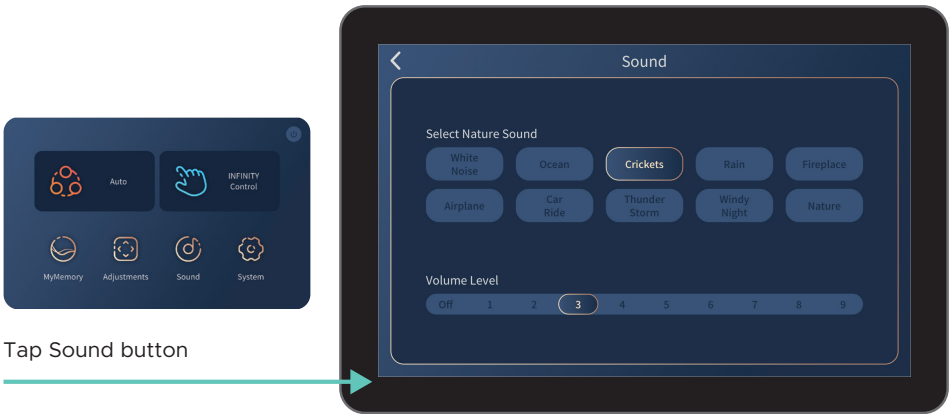 Auto
INFINITY
Control
MyMemory
Adjustments
Sound
System
Tap Sound button
Sound
Select Nature Sound
White
Noise
Ocean
Crickets
Rain
Fireplace
Airplane
Car
Ride
Thunder
Storm
Windy
Night
Nature
Volume Level
Off 1 2 3 4 5 6 7 8 9